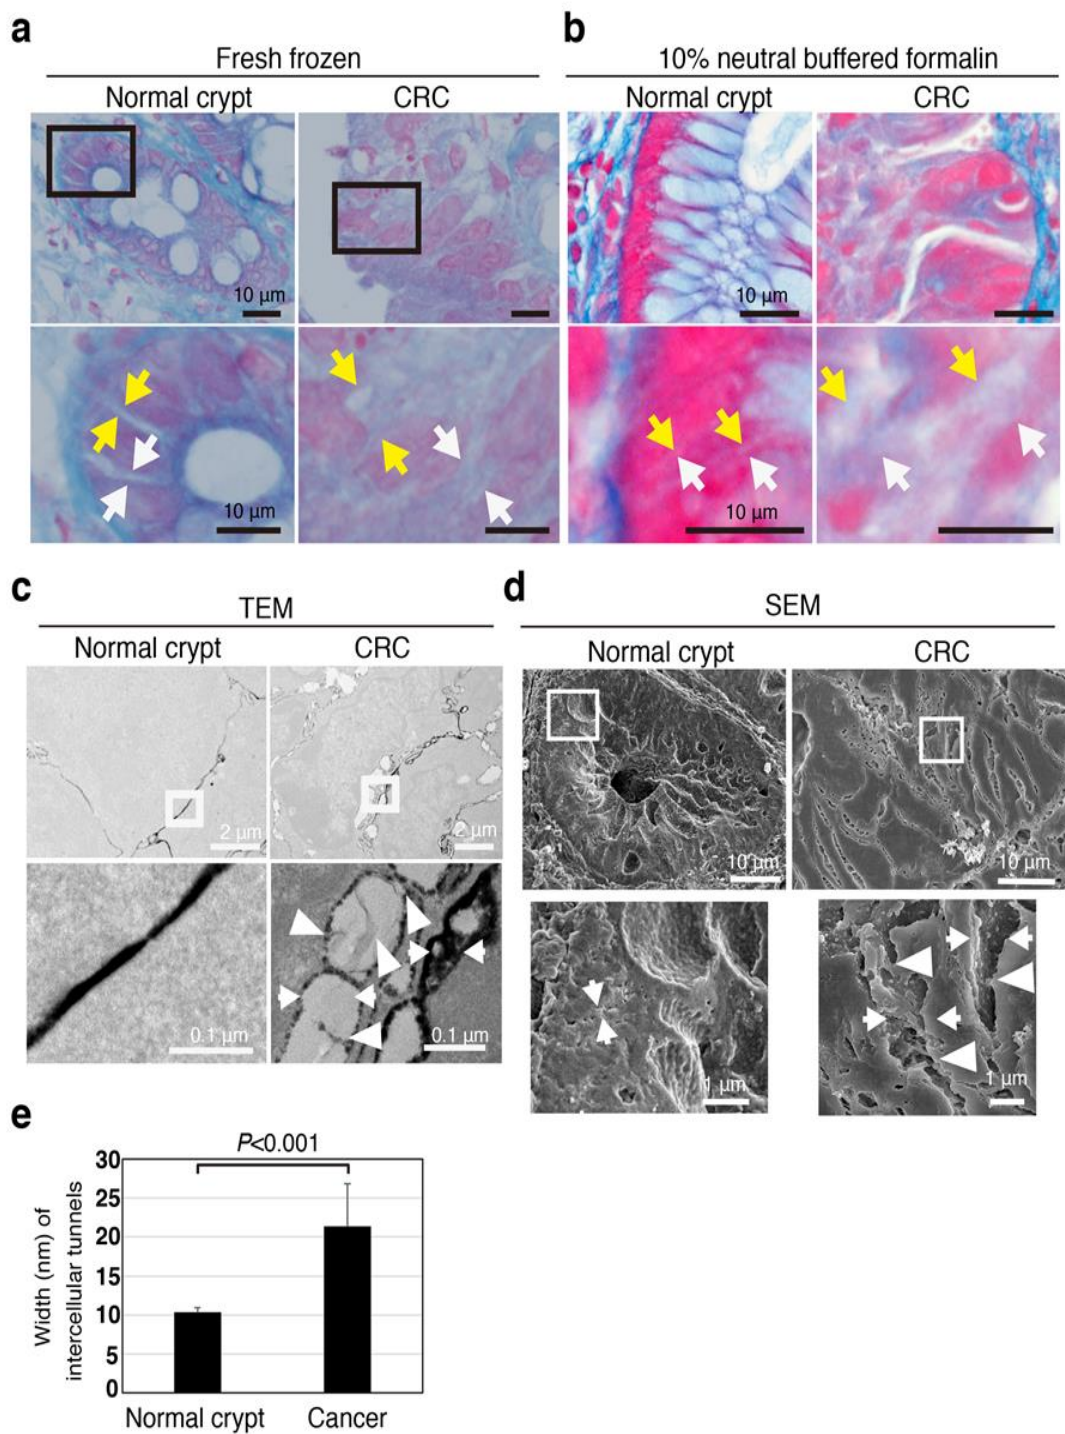 a
Fresh frozen
Normal crypt CRC
10 µm
10 µm
b
10% neutral buffered formalin
Normal crypt CRC
10 µm
10 µm
c
TEM
Normal crypt CRC
2 µm 2 µm
0.1 µm 0.1 µm
d
SEM
Normal crypt CRC
10 µm 10 µm
1 µm 1 µm
e
P<0.001
Width (nm) of
intercellular tunnels
30
25
20
15
10
5
0
Normal crypt Cancer